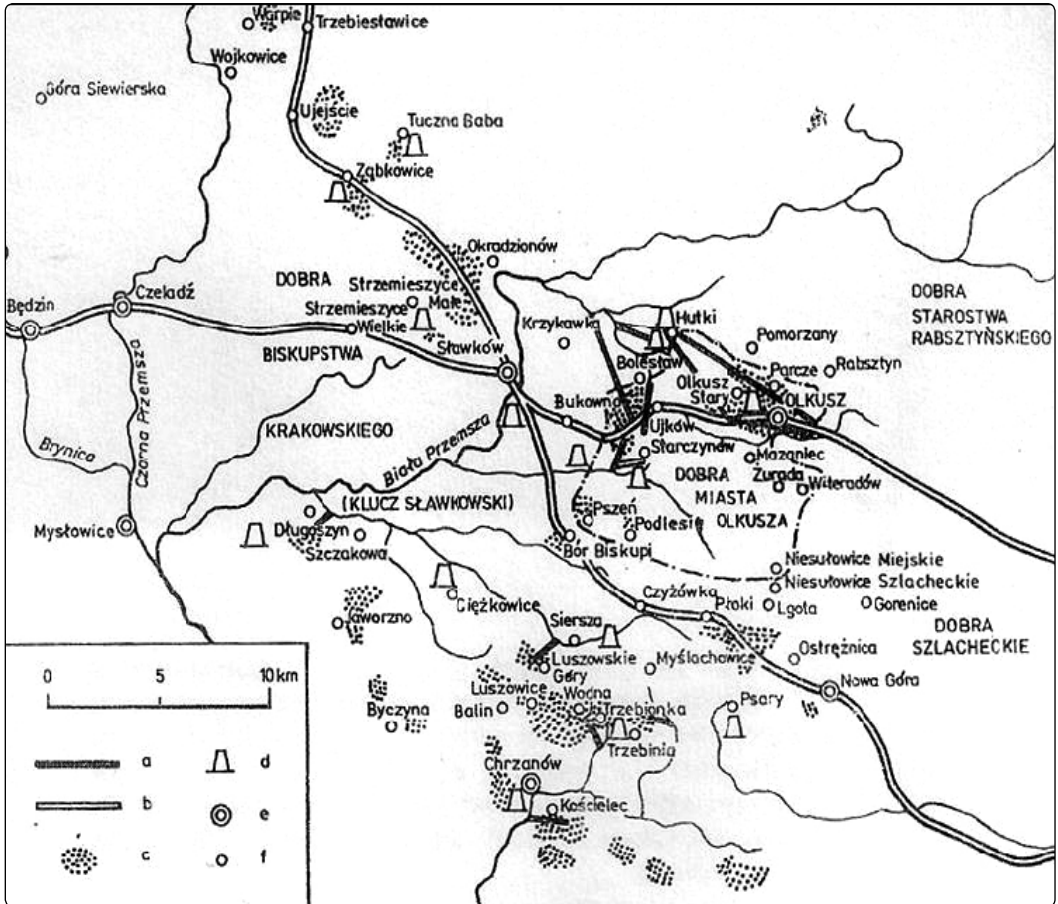 Warpie
Trzebiesławice
Wojkowice
Góra Siewierska
Ujejście
Tuczna Baba
Ząbkowice
Okradzionów
DOBRA
Strzemieszyce
Małe
Czeladź
Będzin
Strzemieszyce
Wielkie
Sławków
BISKUPSTWA
Krzykawka
Hutki
DOBRA
STAROSTWA
RABSZTYŃSKIEGO
Pomorzany
Bolesław
Parcze
Rabsztyn
Olkusz
Stary
OLKUSZ
Bukowno
Ujków
Starczynów
Mazaniec
Żurada
Witeradów
KRAKOWSKIEGO
Czarna Przemsza
Brynica
Biała Przemsza
DOBRA
MIASTA
OLKUSZA
(KLUCZ SŁAWKOWSKI)
Mysłowice
Długoszyn
Szczakowa
Pszeń
Podlesie
Bór Biskupi
Niesułowice Miejskie
Niesułowice Szlacheckie
Czyżówka
Płoki
Lgota
Gorenice
Ciężkowice
Jaworzno
Siersza
DOBRA
SZLACHECKIE
Ostrężnica
Luszowskie
Góry
Myślachowice
Nowa Góra
Luszowice
Wodna
Balin
Trzebionka
Psary
Byczyna
Trzebinia
Chrzanów
Kościelec
0 5 10 km
a d
b e
c f